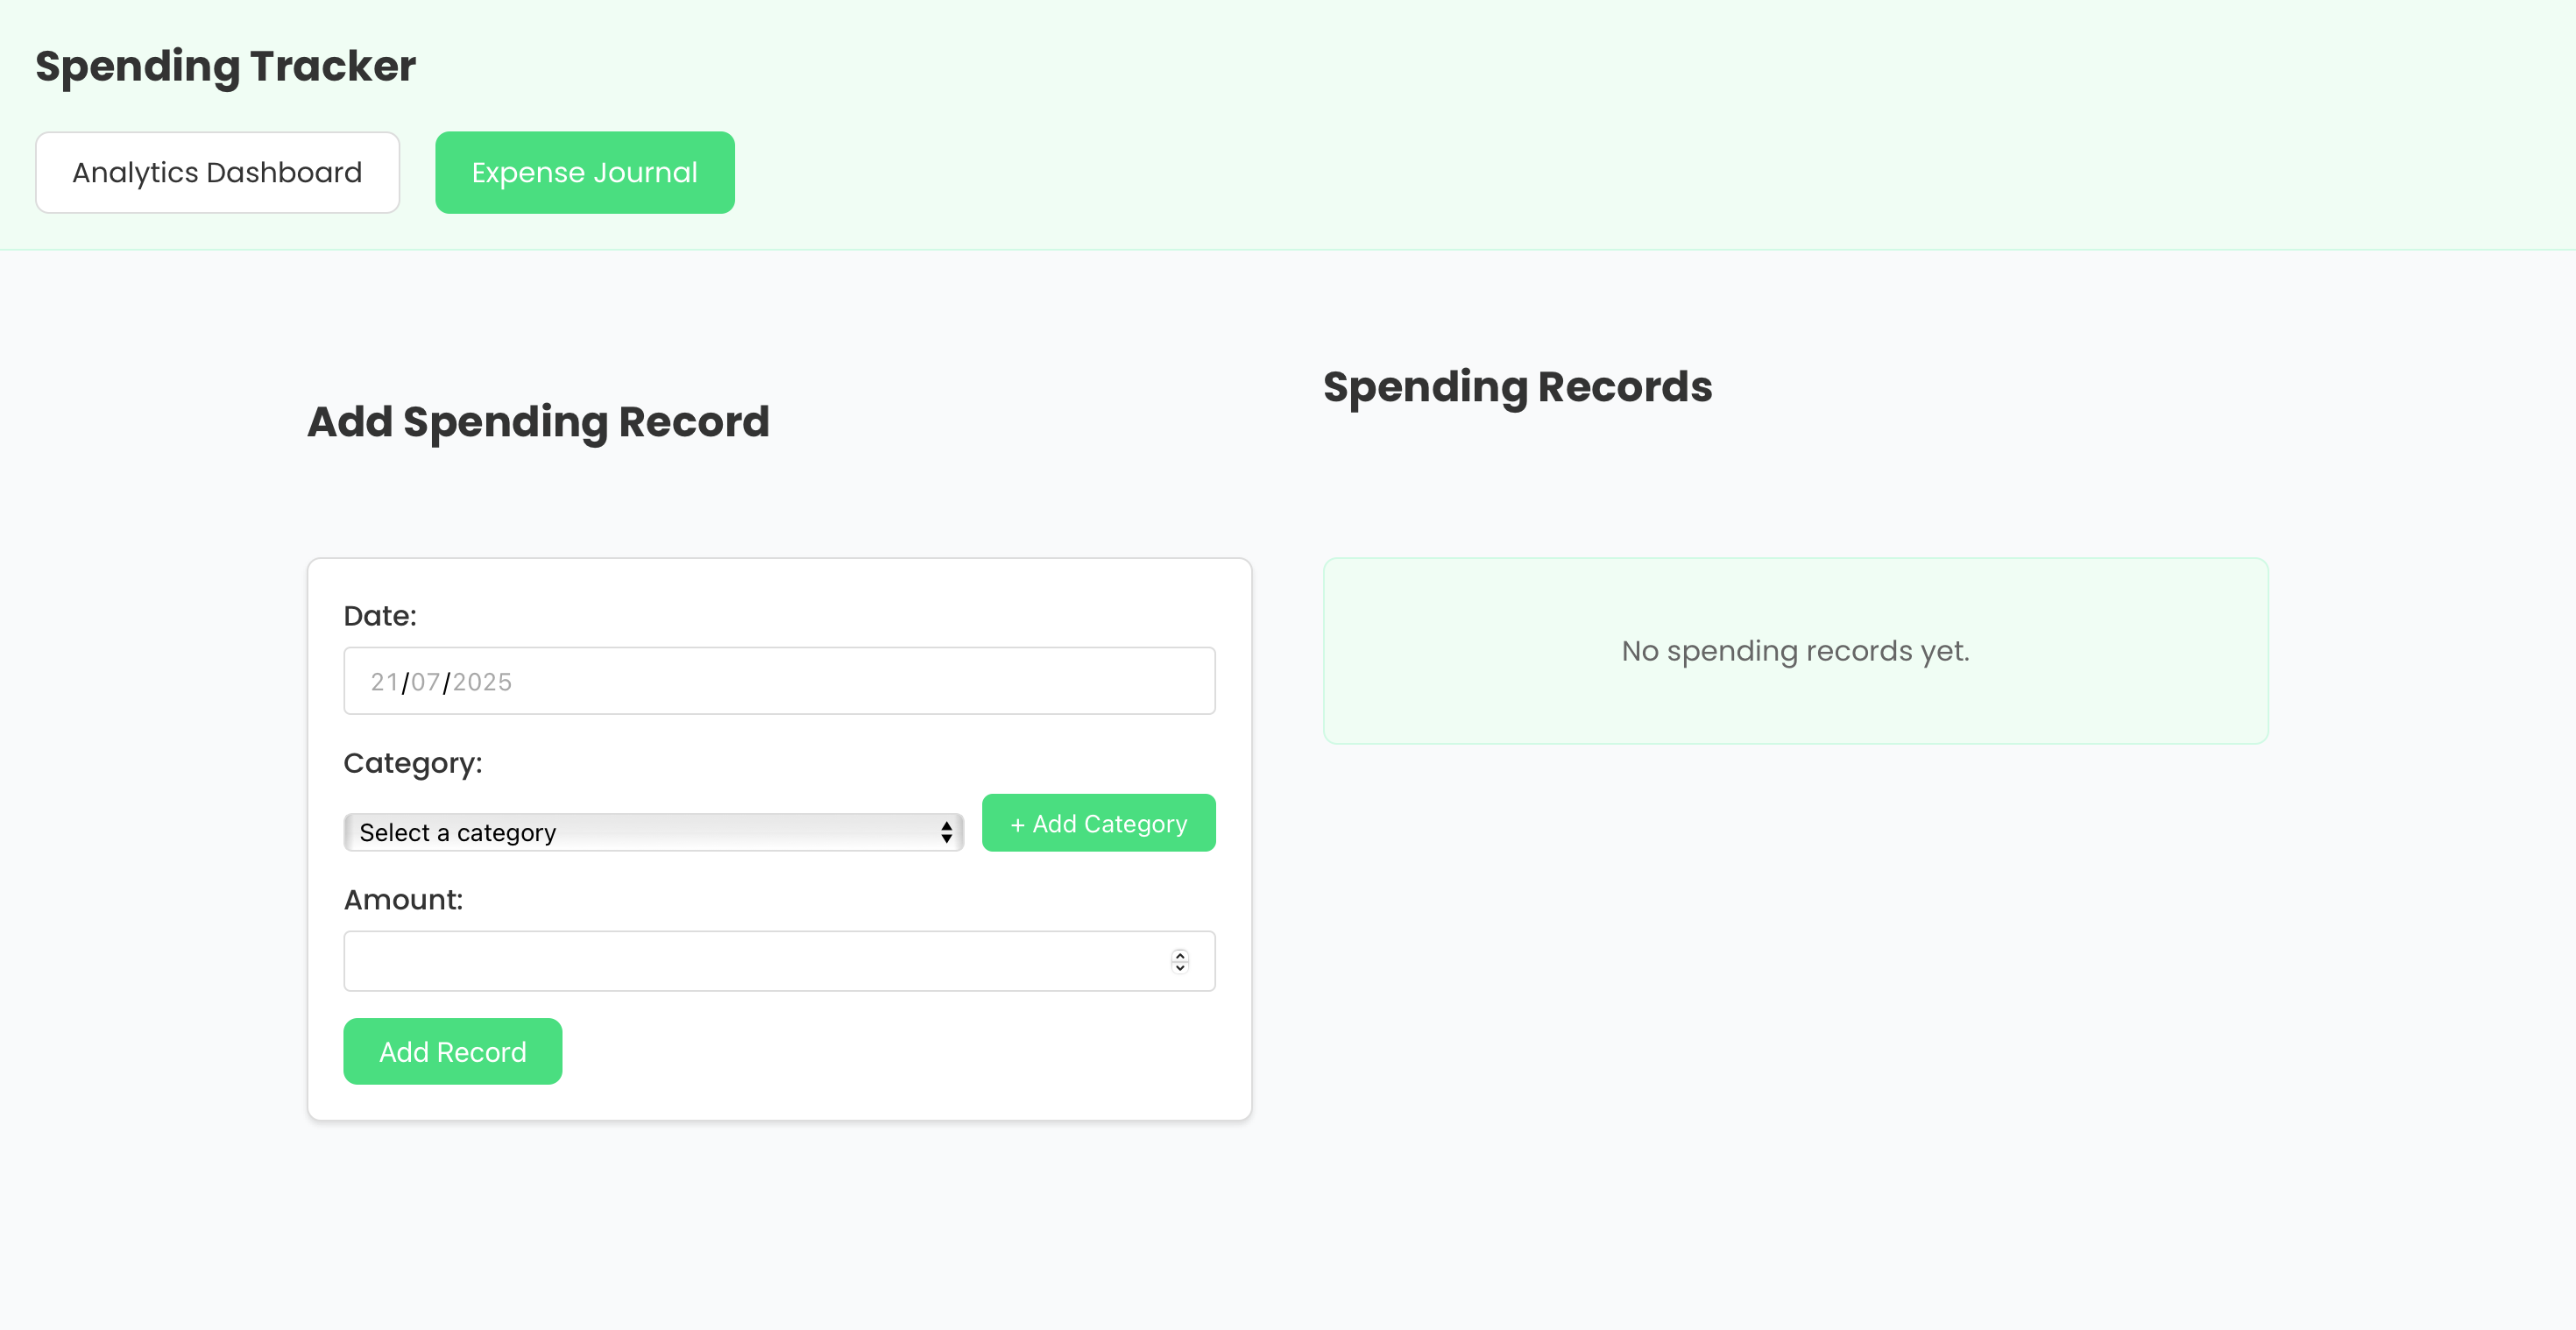 Spending Tracker
Analytics Dashboard
Expense Journal
Add Spending Record
Date:
21/07/2025
Category:
Select a category
+ Add Category
Amount:
Add Record
Spending Records
No spending records yet.